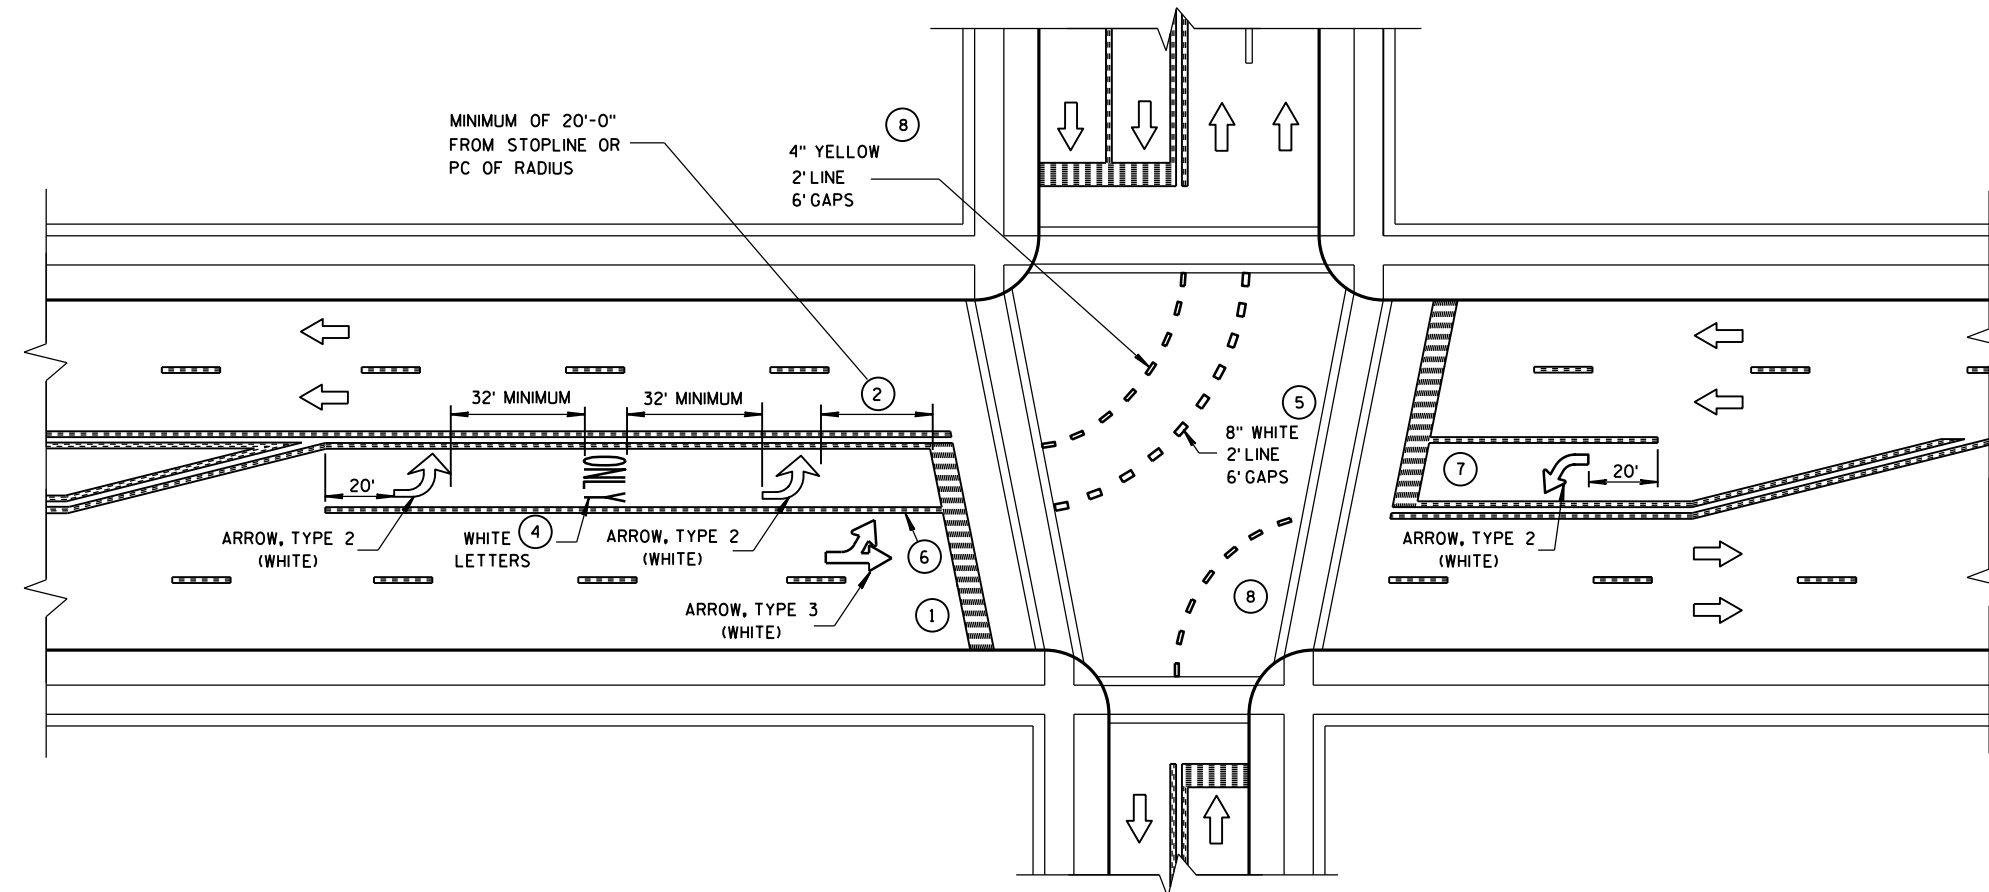 MINIMUM OF 20'-0"
FROM STOPLINE OR
PC OF RADIUS
8
4" YELLOW
2' LINE
6' GAPS
32' MINIMUM
32' MINIMUM
2
5
8" WHITE
2' LINE
6' GAPS
7
20'
20'
ONLY
ARROW, TYPE 2
(WHITE)
WHITE
LETTERS
4
ARROW, TYPE 2
(WHITE)
6
ARROW, TYPE 2
(WHITE)
ARROW, TYPE 3
(WHITE)
1
8